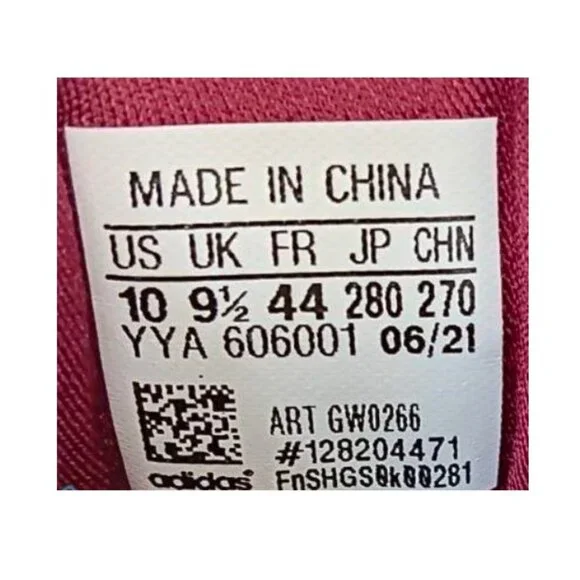 MADE IN CHINA
US UK FR JP CHN
10 9½ 44 280 270
YYA 606001 06/21
ART GW0266
#128204471
adidas®